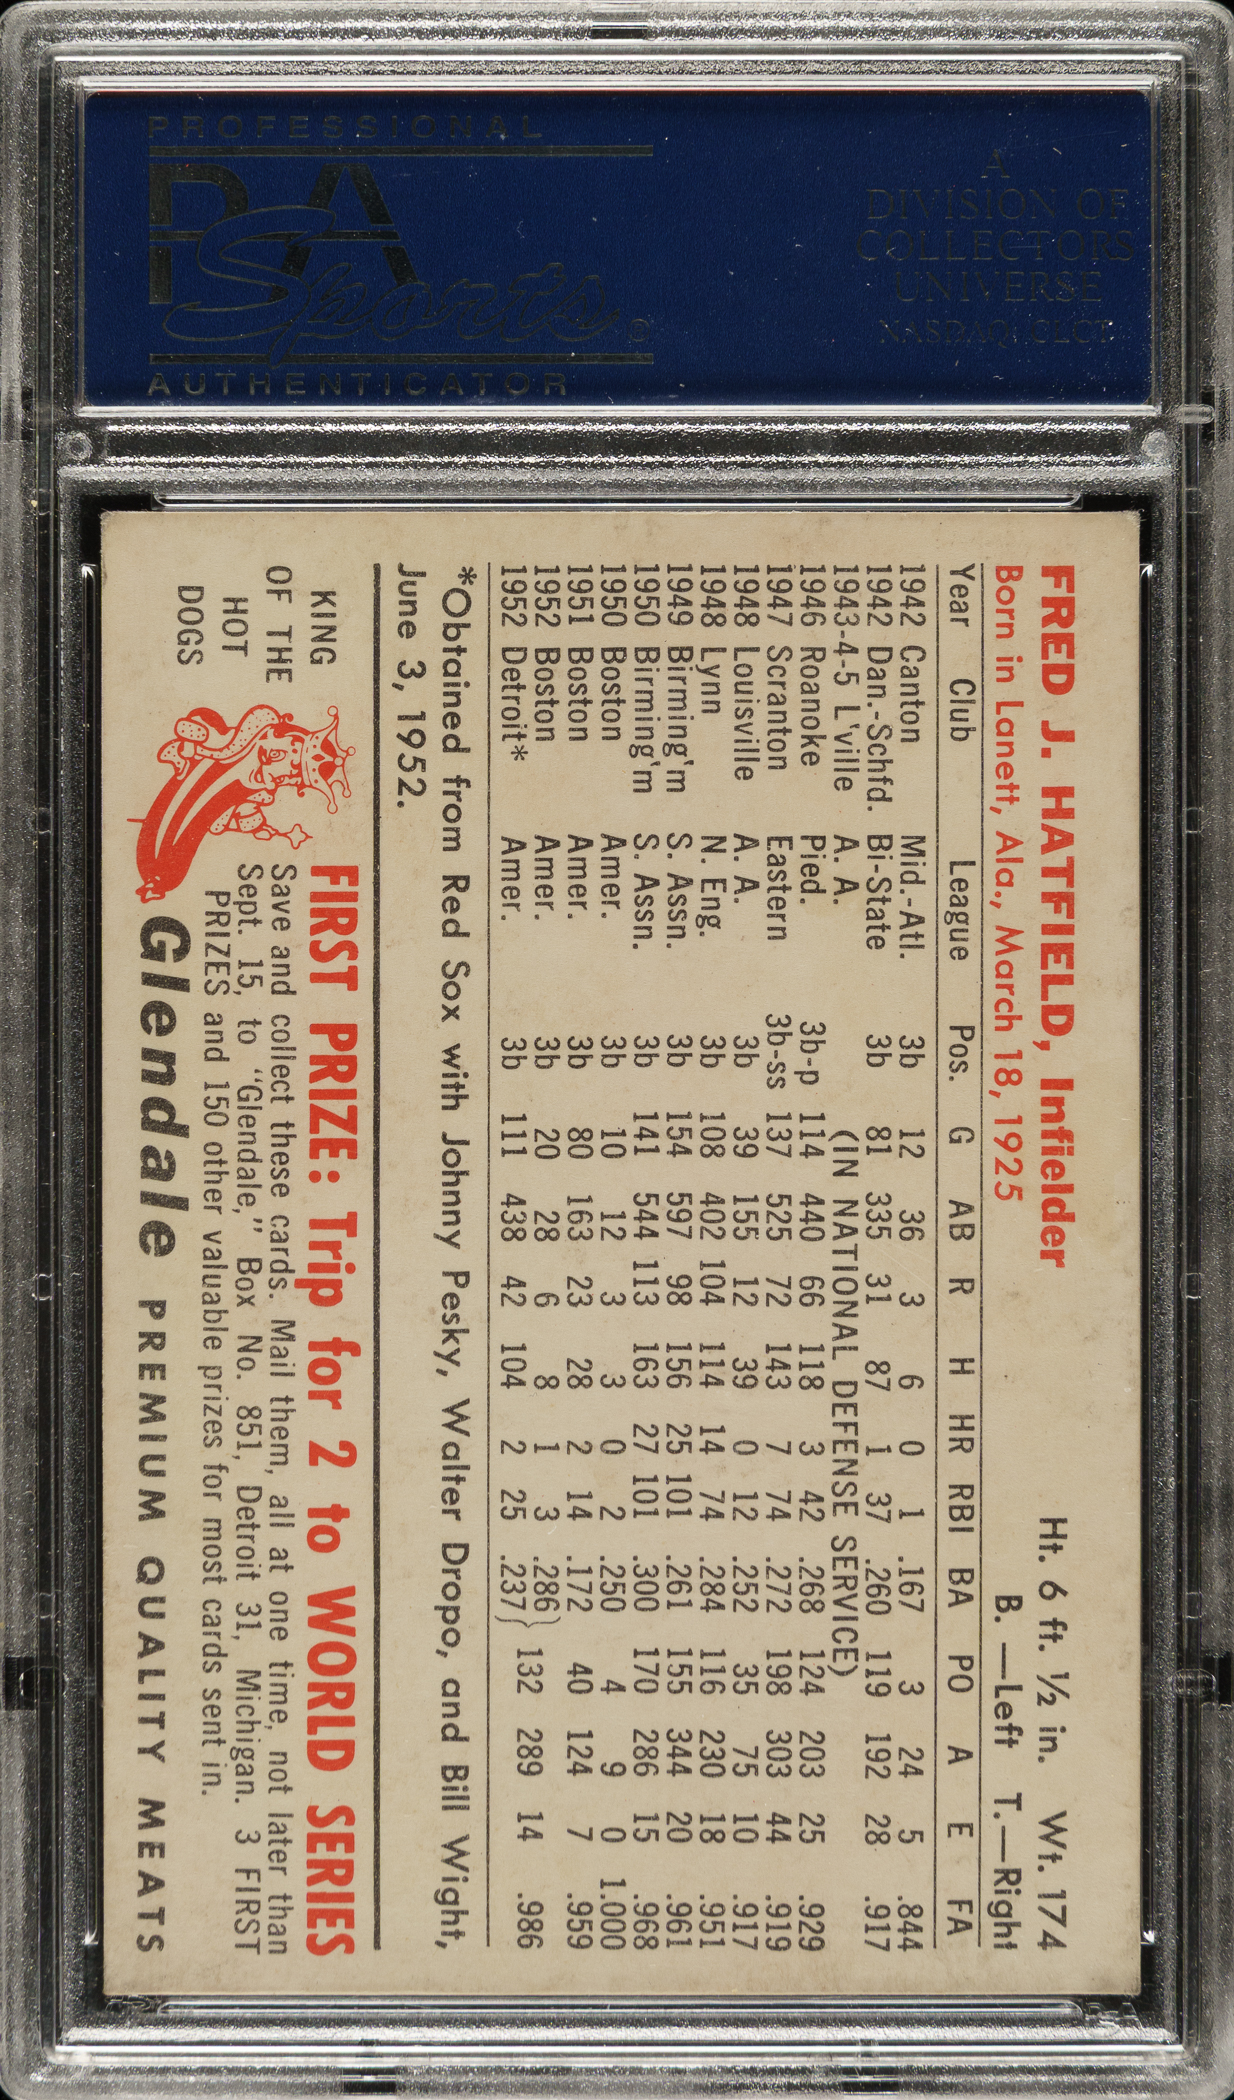 PROFESSIONAL
PSA
Sports®
AUTHENTICATOR
A
DIVISION OF
COLLECTORS
UNIVERSE
NASDAQ: CLCT
FRED J. HATFIELD, Infielder Ht. 6 ft. ½ in. Wt. 174
Born in Lanett, Ala., March 18, 1925 B.—Left T.—Right
Year Club League Pos. G AB R H HR RBI BA PO A E FA
1942 Canton Mid.-Atl. 3b 12 36 3 6 0 1 .167 3 24 5 .844
1942 Dan.-Schfd. Bi-State 3b 81 335 31 87 1 37 .260 119 192 28 .917
1943-4-5 L'ville A. A. (IN NATIONAL DEFENSE SERVICE)
1946 Roanoke Pied. 3b-p 114 440 66 118 3 42 .268 124 203 25 .929
1947 Scranton Eastern 3b-ss 137 525 72 143 7 74 .272 198 303 44 .919
1948 Louisville A. A. 3b 39 155 12 39 0 12 .252 35 75 10 .917
1948 Lynn N. Eng. 3b 108 402 104 114 14 74 .284 116 230 18 .951
1949 Birming'm S. Assn. 3b 154 597 98 156 25 101 .261 155 344 20 .961
1950 Birming'm S. Assn. 3b 141 544 113 163 27 101 .300 170 286 15 .968
1950 Boston Amer. 3b 10 12 3 3 0 2 .250 4 9 0 1.000
1951 Boston Amer. 3b 80 163 23 28 2 14 .172 40 124 7 .959
1952 Boston Amer. 3b 20 28 6 8 1 3 .286}
1952 Detroit* Amer. 3b 111 438 42 104 2 25 .237} 132 289 14 .986
*Obtained from Red Sox with Johnny Pesky, Walter Dropo, and Bill Wight,
June 3, 1952.
KING
OF THE
HOT
DOGS
FIRST PRIZE: Trip for 2 to WORLD SERIES
Save and collect these cards. Mail them, all at one time, not later than
Sept. 15, to "Glendale," Box No. 851, Detroit 31, Michigan. 3 FIRST
PRIZES and 150 other valuable prizes for most cards sent in.
Glendale PREMIUM QUALITY MEATS
PSA